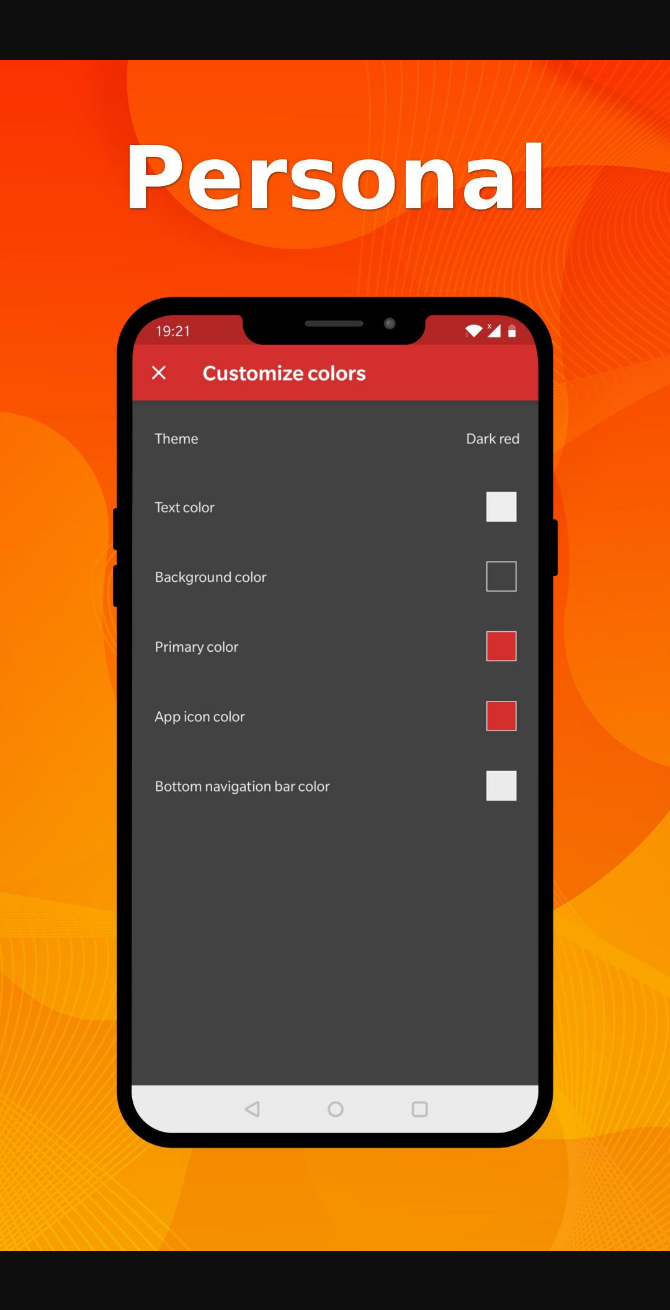 Personal
19:21
Customize colors
Theme Dark red
Text color
Background color
Primary color
App icon color
Bottom navigation bar color